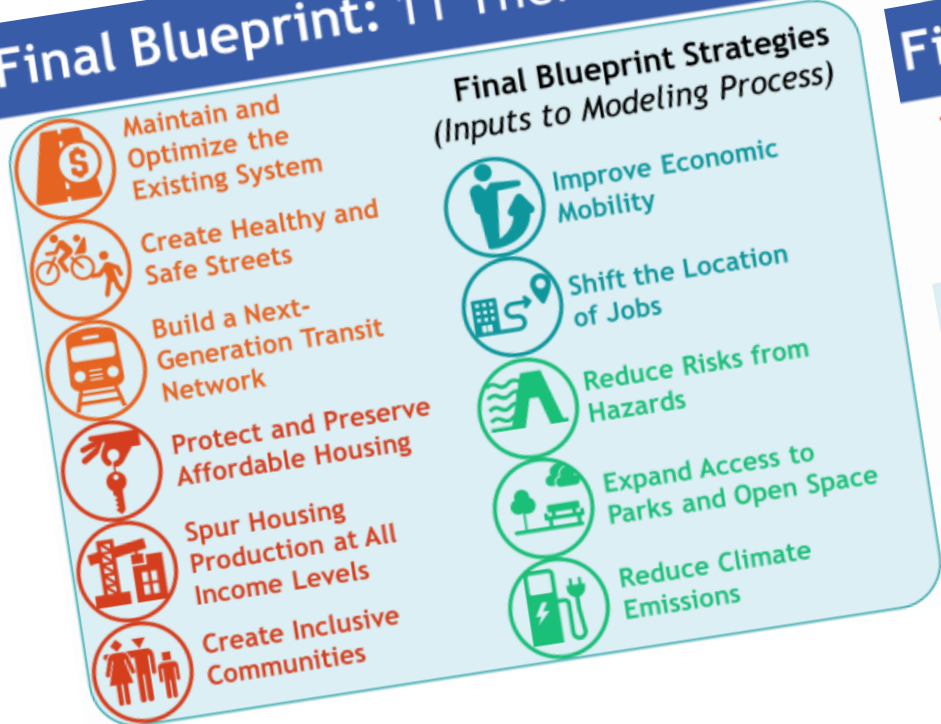 Final Blueprint: 11
Maintain and
Optimize the
Existing System
Create Healthy and
Safe Streets
Build a Next-
Generation Transit
Network
Protect and Preserve
Affordable Housing
Spur Housing
Production at All
Income Levels
Create Inclusive
Communities
Final Blueprint Strategies
(Inputs to Modeling Process)
Improve Economic
Mobility
Shift the Location
of Jobs
Reduce Risks from
Hazards
Expand Access to
Parks and Open Space
Reduce Climate
Emissions